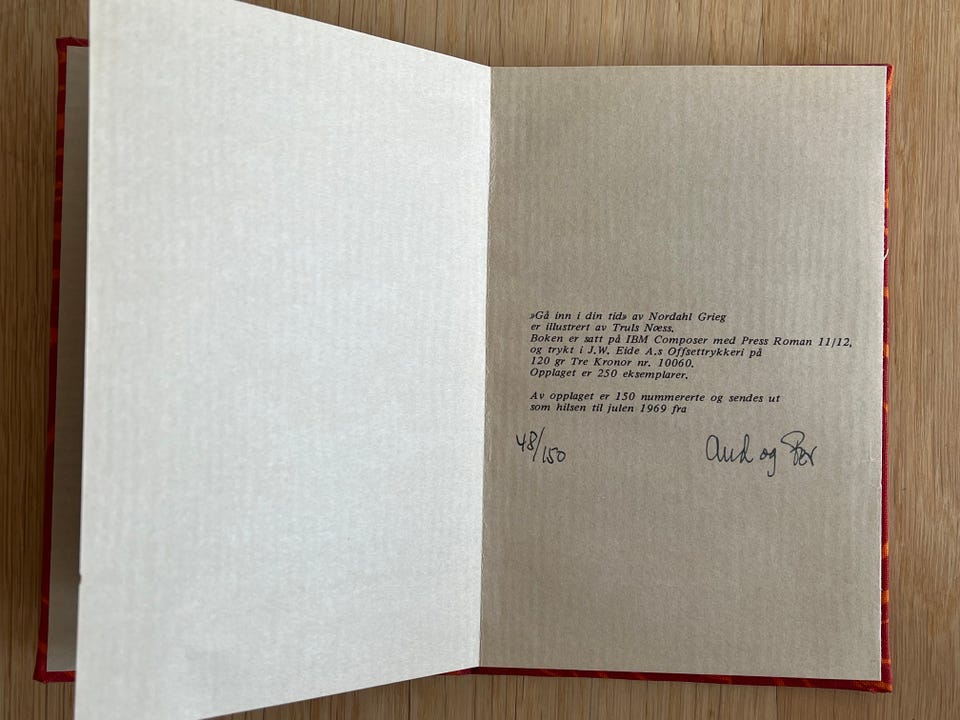 »Gå inn i din tid» av Nordahl Grieg
er illustrert av Truls Næss.
Boken er satt på IBM Composer med Press Roman 11/12,
og trykt i J.W. Eide A.s Offsettrykkeri på
120 gr Tre Kronor nr. 10060.
Opplaget er 250 eksemplarer.
Av opplaget er 150 nummererte og sendes ut
som hilsen til julen 1969 fra
48/150 Aud og Per